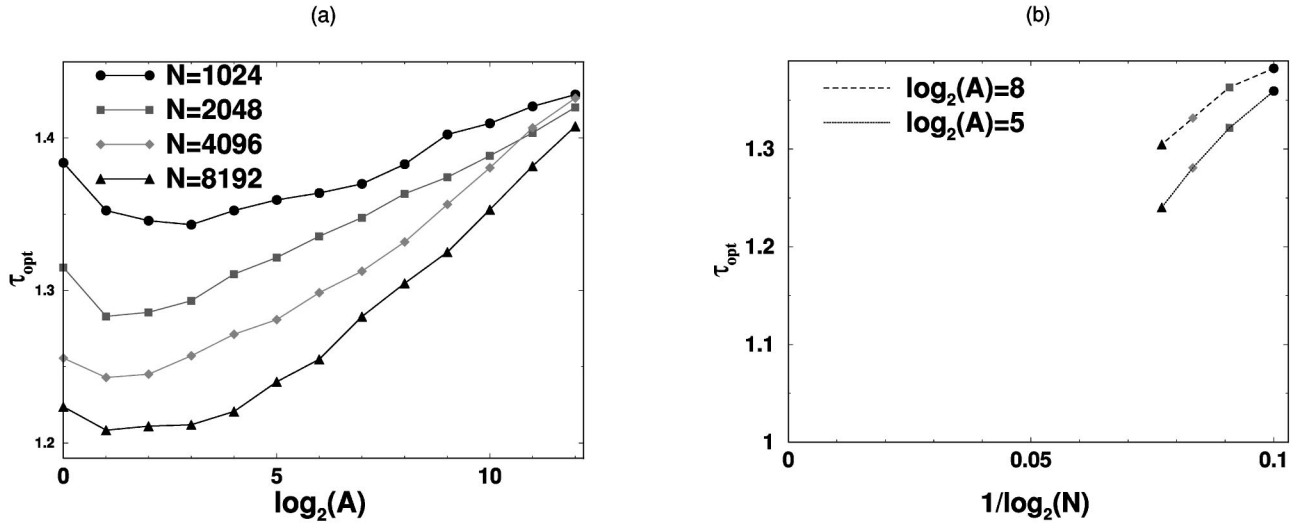 (a)
N=1024
N=2048
N=4096
N=8192
1.4
1.3
1.2
τopt
0
5
10
log2(A)
(b)
log2(A)=8
log2(A)=5
1.3
1.2
1.1
1
τopt
0
0.05
0.1
1/log2(N)